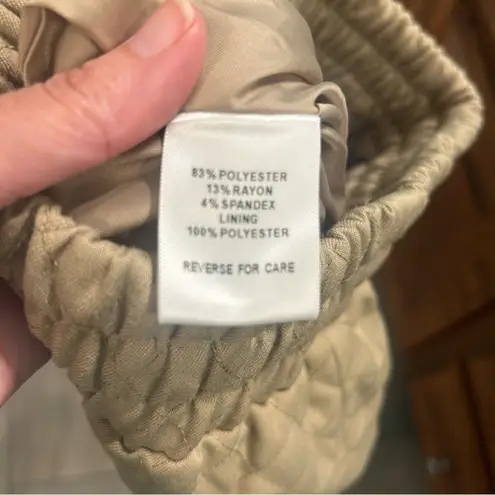 83% POLYESTER
13% RAYON
4% SPANDEX
LINING
100% POLYESTER
REVERSE FOR CARE